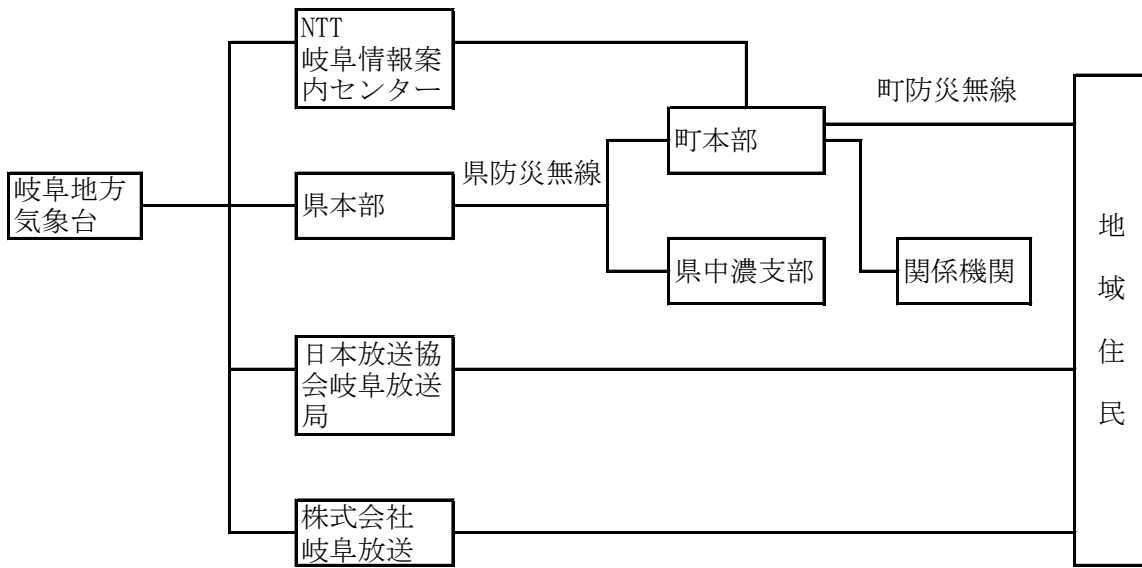 NTT
岐阜情報案
内センター
町防災無線
町本部
県防災無線
岐阜地方
気象台
県本部
県中濃支部
関係機関
地
域
住
民
日本放送協
会岐阜放送
局
株式会社
岐阜放送